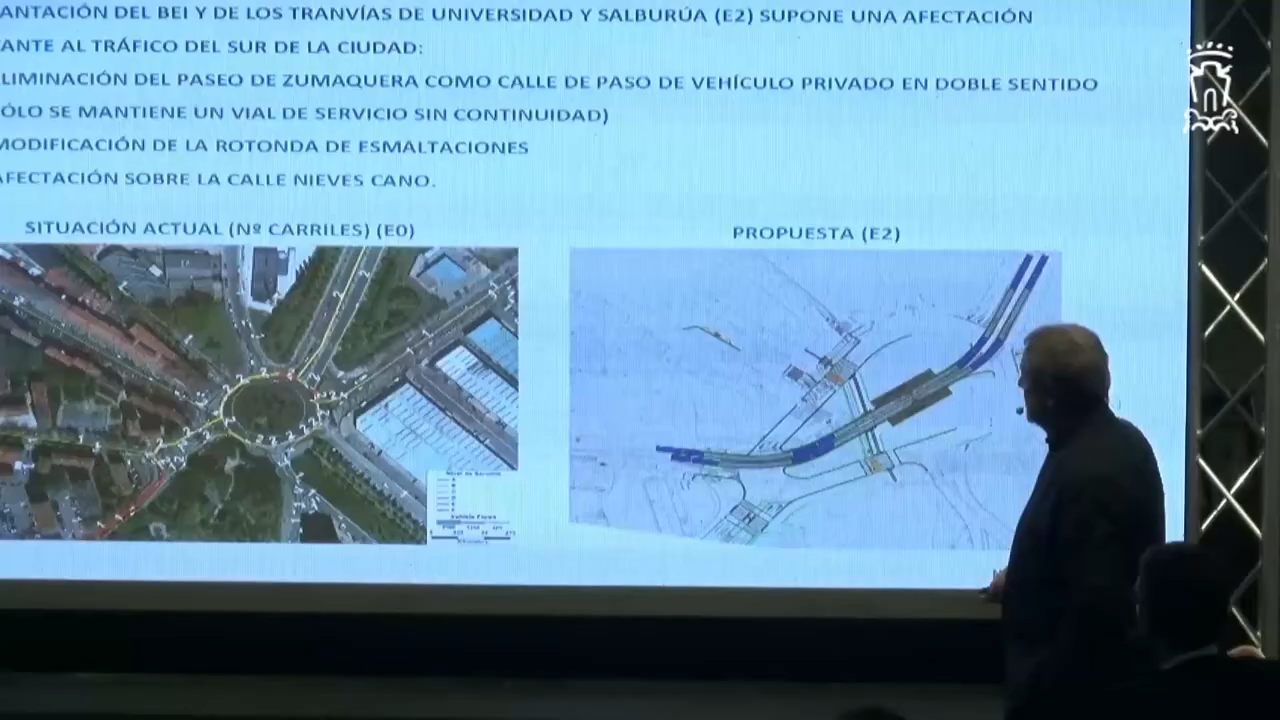 ANTACIÓN DEL BEI Y DE LOS TRANVÍAS DE UNIVERSIDAD Y SALBURÚA (E2) SUPONE UNA AFECTACIÓN
ANTE AL TRÁFICO DEL SUR DE LA CIUDAD:
LIMINACIÓN DEL PASEO DE ZUMAQUERA COMO CALLE DE PASO DE VEHÍCULO PRIVADO EN DOBLE SENTIDO
ÓLO SE MANTIENE UN VIAL DE SERVICIO SIN CONTINUIDAD)
MODIFICACIÓN DE LA ROTONDA DE ESMALTACIONES
AFECTACIÓN SOBRE LA CALLE NIEVES CANO.
SITUACIÓN ACTUAL (Nº CARRILES) (E0)
PROPUESTA (E2)